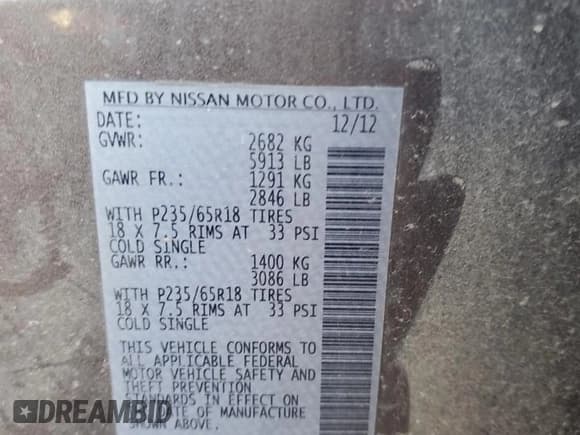 MFD BY NISSAN MOTOR CO., LTD.
DATE: 12/12
GVWR: 2682 KG
5913 LB
GAWR FR.: 1291 KG
2846 LB
WITH P235/65R18 TIRES
18 X 7.5 RIMS AT 33 PSI
COLD SINGLE
GAWR RR.: 1400 KG
3086 LB
WITH P235/65R18 TIRES
18 X 7.5 RIMS AT 33 PSI
COLD SINGLE
THIS VEHICLE CONFORMS TO
ALL APPLICABLE FEDERAL
MOTOR VEHICLE SAFETY AND
THEFT PREVENTION
STANDARDS IN EFFECT ON
OF MANUFACTURE
SHOWN ABOVE.
DREAMBID